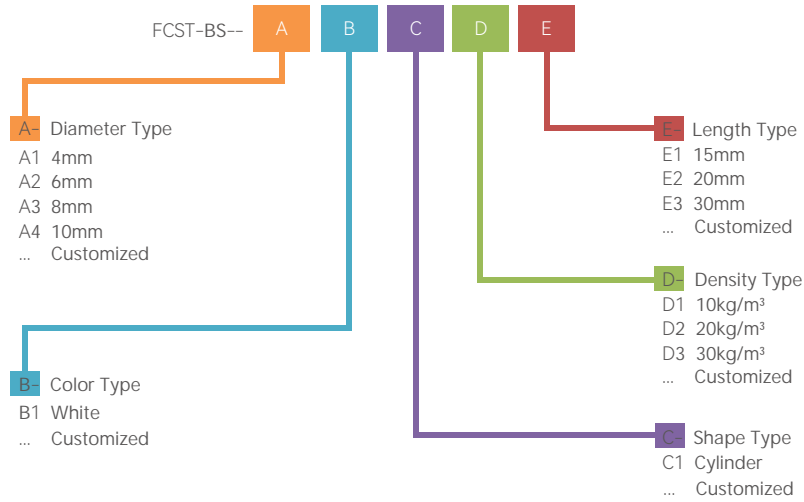 FCST-BS-- A B C D E
A- Diameter Type
A1 4mm
A2 6mm
A3 8mm
A4 10mm
... Customized
B- Color Type
B1 White
... Customized
E- Length Type
E1 15mm
E2 20mm
E3 30mm
... Customized
D- Density Type
D1 10kg/m³
D2 20kg/m³
D3 30kg/m³
... Customized
C- Shape Type
C1 Cylinder
... Customized